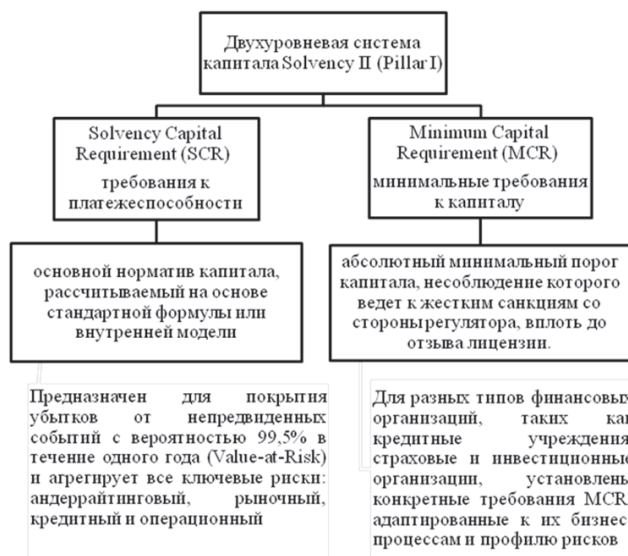 Двухуровневая система
капитала Solvency II (Pillar I)
Solvency Capital
Requirement (SCR)
требования к
платежеспособности
Minimum Capital
Requirement (MCR)
минимальные требования
к капиталу
основной норматив капитала,
рассчитываемый на основе
стандартной формулы или
внутренней модели
абсолютный минимальный порог
капитала, несоблюдение которого
ведет к жестким санкциям со
стороны регулятора, вплоть до
отзыва лицензии.
Предназначен для покрытия
убытков от непредвиденных
событий с вероятностью 99,5% в
течение одного года (Value-at-Risk)
и агрегирует все ключевые риски:
андеррайтинговый, рыночный,
кредитный и операционный
Для разных типов финансовых
организаций, таких как
кредитные учреждения
страховые и инвестиционные
организации, установлены
конкретные требования MCR
адаптированные к их бизнес
процессам и профилю рисков